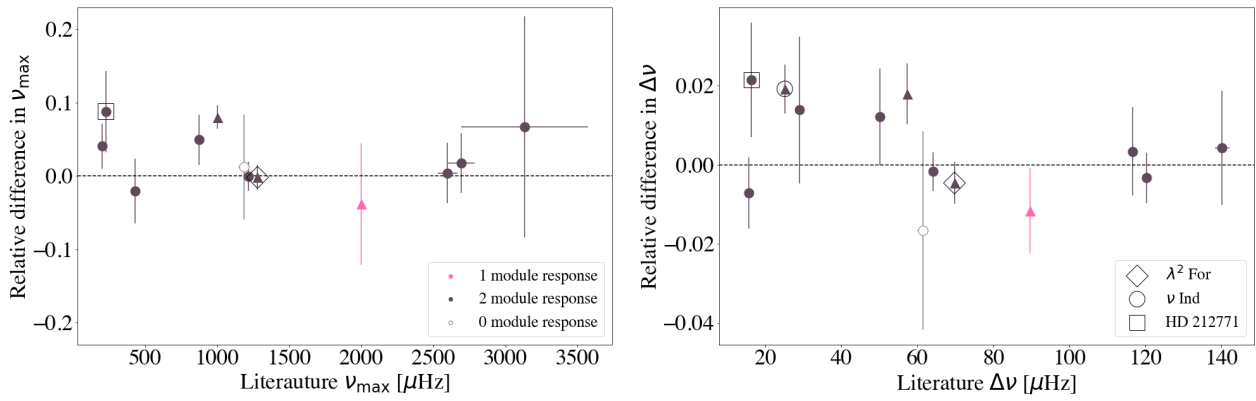 Relative difference in ν_max
0.2
0.1
0.0
−0.1
−0.2
500 1000 1500 2000 2500 3000 3500
Literauture ν_max [μHz]
1 module response
2 module response
0 module response
Relative difference in Δν
0.02
0.00
−0.02
−0.04
20 40 60 80 100 120 140
Literature Δν [μHz]
λ² For
ν Ind
HD 212771